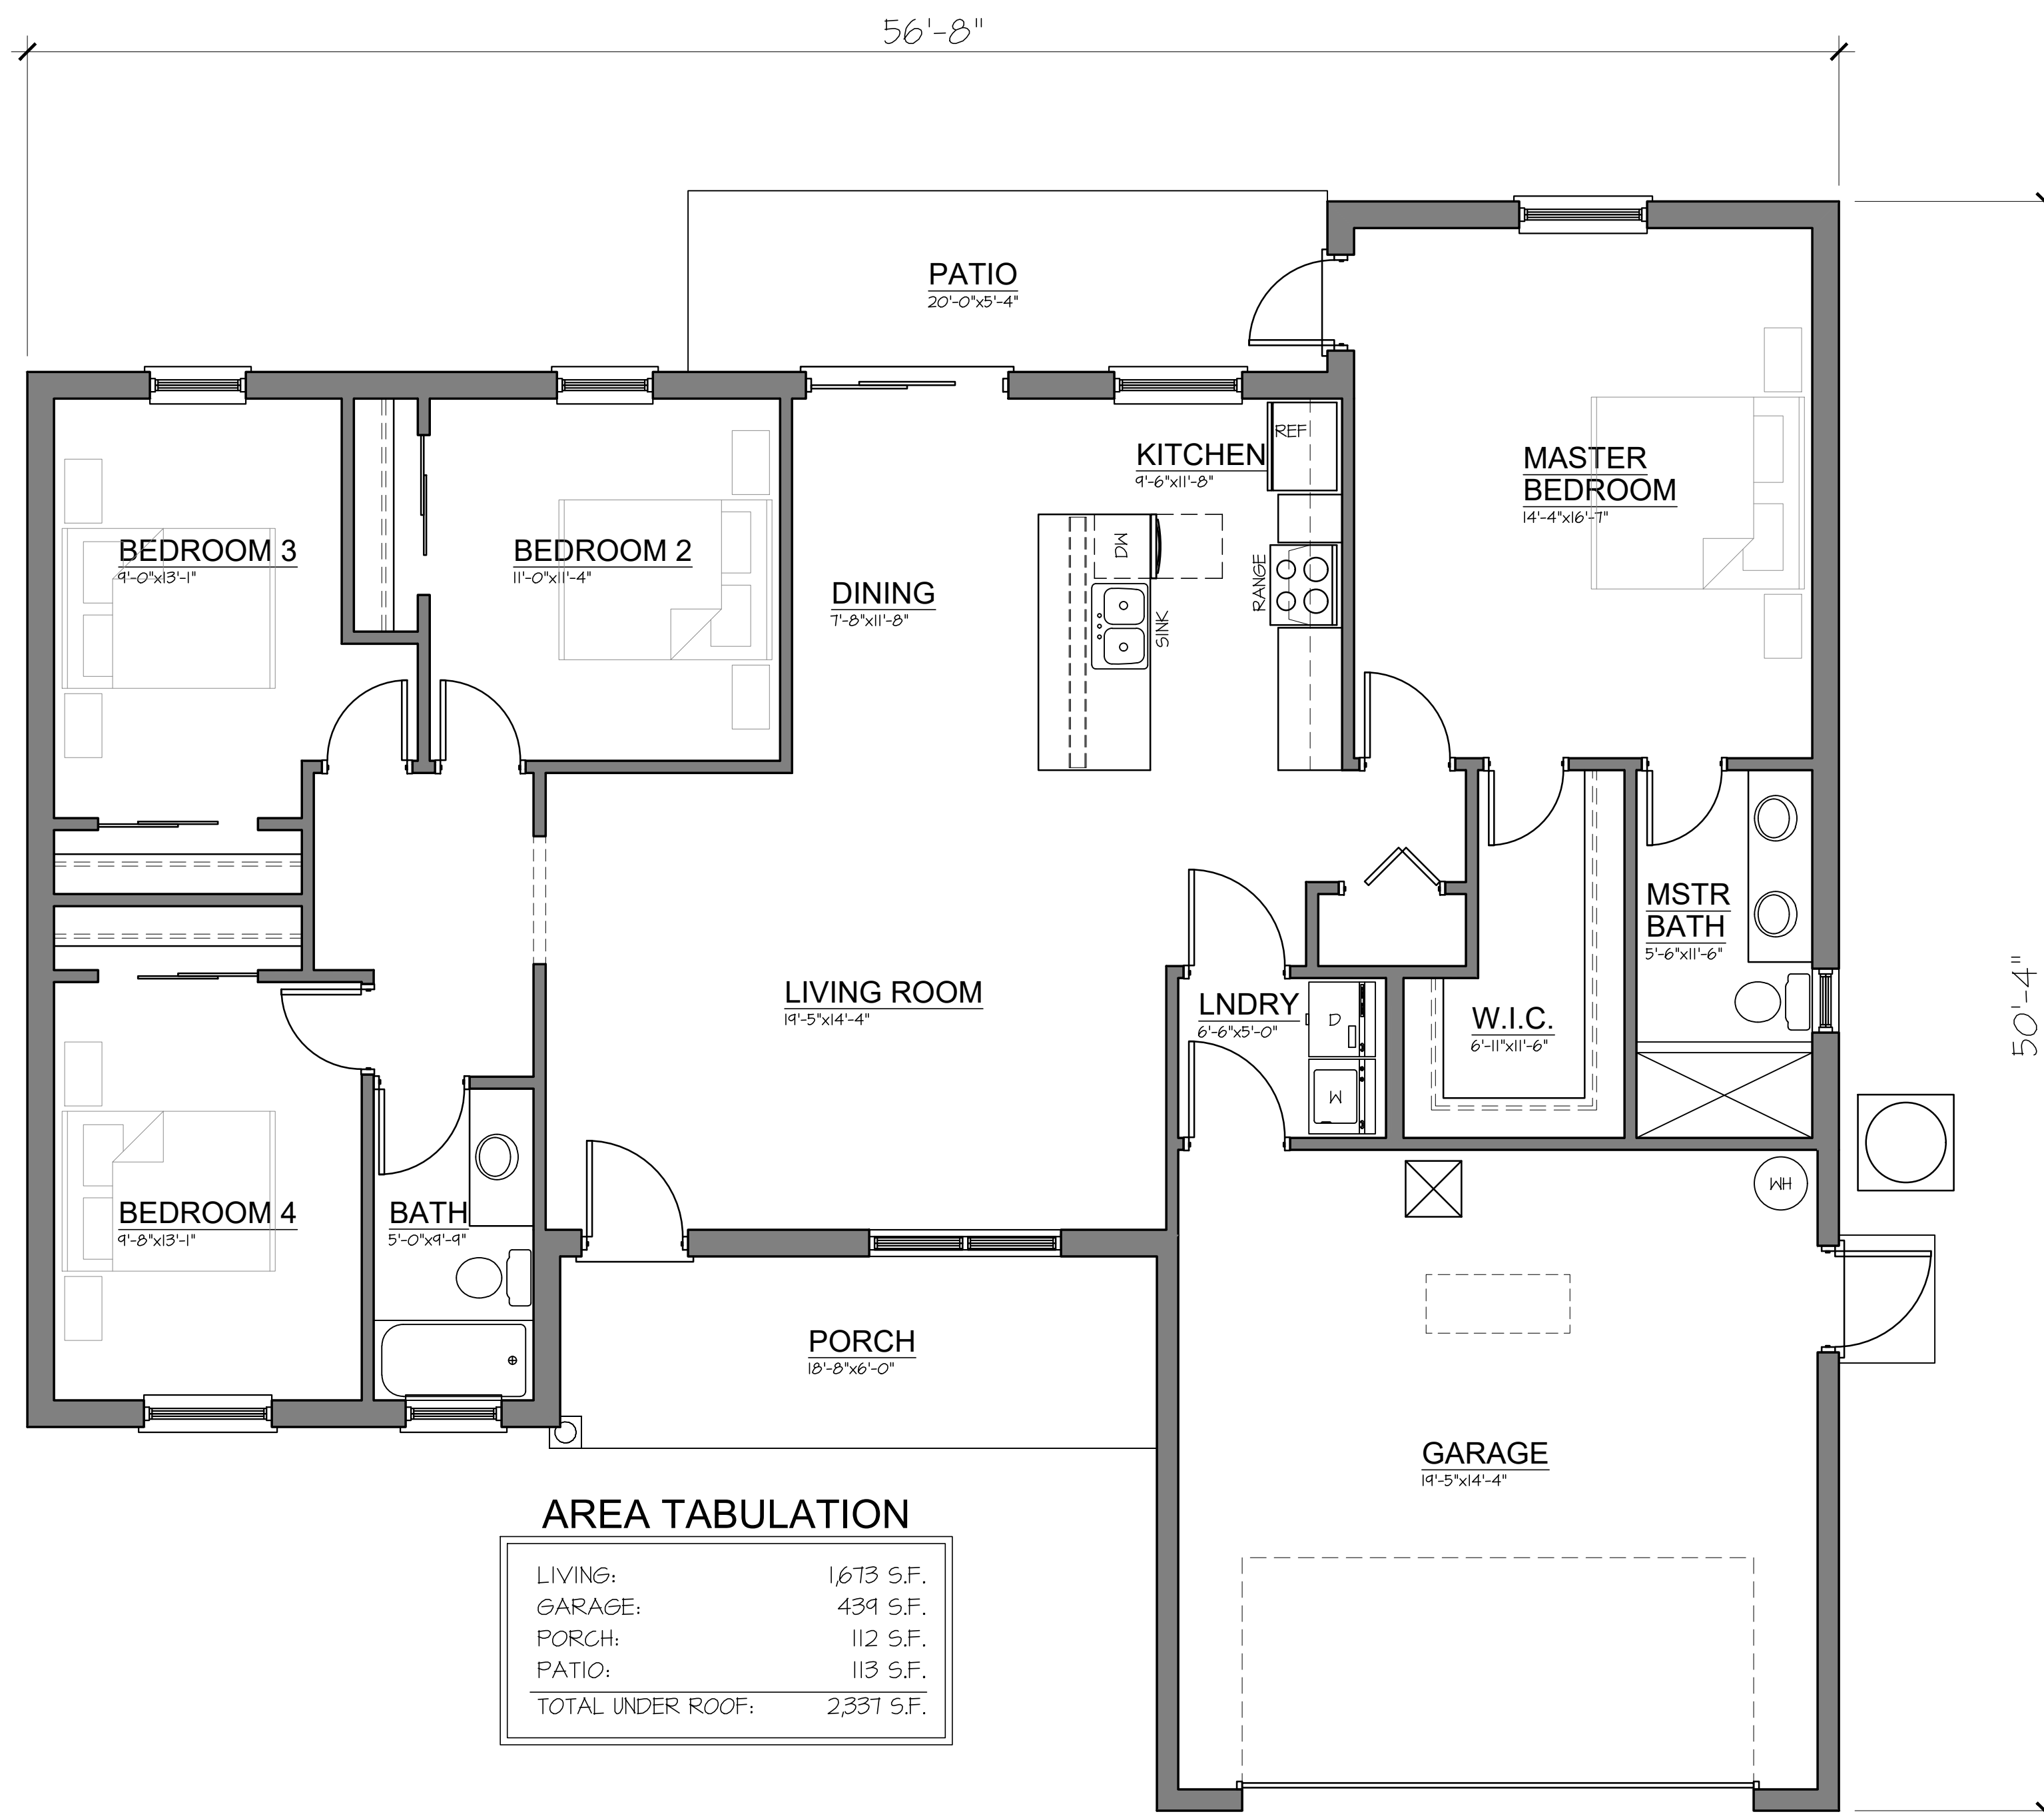 56'-8"
PATIO
20'-0"x5'-4"
KITCHEN
9'-6"x11'-8"
REF
MASTER
BEDROOM
14'-4"x16'-7"
BEDROOM 3
9'-0"x13'-1"
BEDROOM 2
11'-0"x11'-4"
DW
DINING
7'-8"x11'-8"
RANGE
SINK
MSTR
BATH
5'-6"x11'-6"
LIVING ROOM
19'-5"x14'-4"
LNDRY
6'-6"x5'-0"
D
W
W.I.C.
6'-11"x11'-6"
50'-4"
BEDROOM 4
9'-8"x13'-1"
BATH
5'-0"x9'-9"
WH
PORCH
18'-8"x6'-0"
GARAGE
19'-5"x14'-4"
AREA TABULATION
LIVING: 1,673 S.F.
GARAGE: 439 S.F.
PORCH: 112 S.F.
PATIO: 113 S.F.
TOTAL UNDER ROOF: 2,337 S.F.